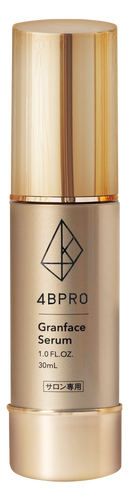 4BPRO
Granface
Serum
1.0 FL.OZ.
30mL
サロン専用